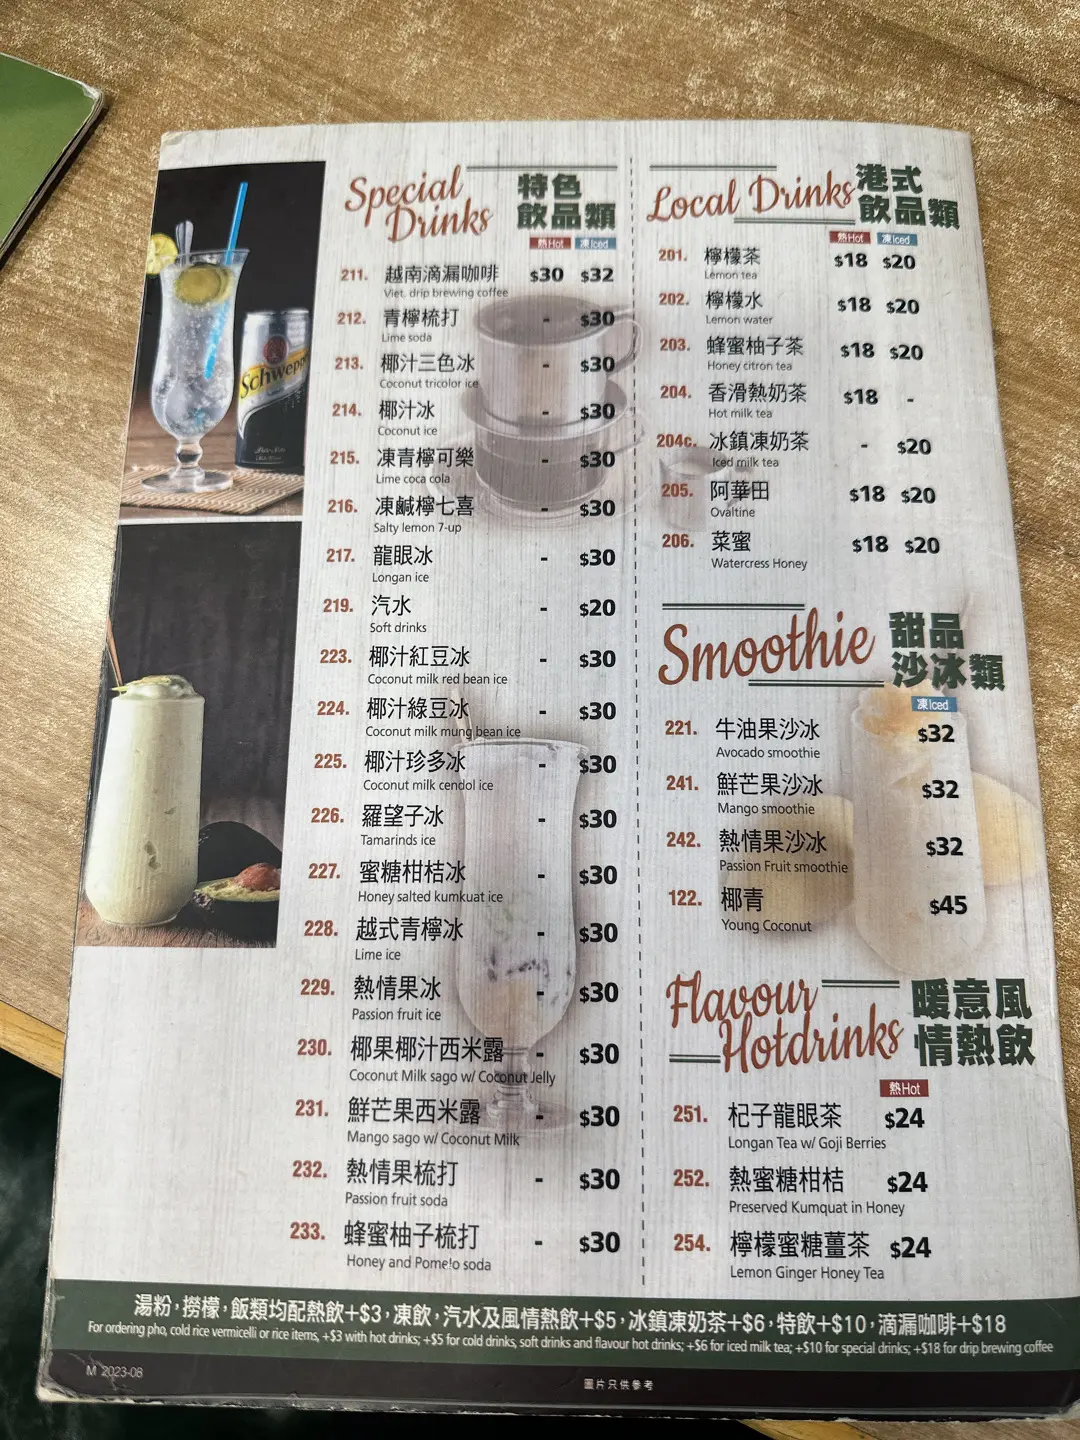 Special
Drinks
特色
飲品類
熱Hot 凍Iced
211. 越南滴漏咖啡 $30 $32
Viet. drip brewing coffee
212. 青檸梳打 - $30
Lime soda
213. 椰汁三色冰 - $30
Coconut tricolor ice
214. 椰汁冰 - $30
Coconut ice
215. 凍青檸可樂 - $30
Lime coca cola
216. 凍鹹檸七喜 - $30
Salty lemon 7-up
217. 龍眼冰 - $30
Longan ice
219. 汽水 - $20
Soft drinks
223. 椰汁紅豆冰 - $30
Coconut milk red bean ice
224. 椰汁綠豆冰 - $30
Coconut milk mung bean ice
225. 椰汁珍多冰 - $30
Coconut milk cendol ice
226. 羅望子冰 - $30
Tamarinds ice
227. 蜜糖柑桔冰 - $30
Honey salted kumkuat ice
228. 越式青檸冰 - $30
Lime ice
229. 熱情果冰 - $30
Passion fruit ice
230. 椰果椰汁西米露 - $30
Coconut Milk sago w/ Coconut Jelly
231. 鮮芒果西米露 - $30
Mango sago w/ Coconut Milk
232. 熱情果梳打 - $30
Passion fruit soda
233. 蜂蜜柚子梳打 - $30
Honey and Pomelo soda
Local Drinks
港式
飲品類
熱Hot 凍Iced
201. 檸檬茶 $18 $20
Lemon tea
202. 檸檬水 $18 $20
Lemon water
203. 蜂蜜柚子茶 $18 $20
Honey citron tea
204. 香滑熱奶茶 $18 -
Hot milk tea
204c. 冰鎮凍奶茶 - $20
Iced milk tea
205. 阿華田 $18 $20
Ovaltine
206. 菜蜜 $18 $20
Watercress Honey
Smoothie
甜品
沙冰類
凍Iced
221. 牛油果沙冰 $32
Avocado smoothie
241. 鮮芒果沙冰 $32
Mango smoothie
242. 熱情果沙冰 $32
Passion Fruit smoothie
122. 椰青 $45
Young Coconut
Flavour
Hotdrinks
暖意風
情熱飲
熱Hot
251. 杞子龍眼茶 $24
Longan Tea w/ Goji Berries
252. 熱蜜糖柑桔 $24
Preserved Kumquat in Honey
254. 檸檬蜜糖薑茶 $24
Lemon Ginger Honey Tea
湯粉，撈檬，飯類均配熱飲+$3，凍飲，汽水及風情熱飲+$5，冰鎮凍奶茶+$6，特飲+$10，滴漏咖啡+$18
For ordering pho, cold rice vermicelli or rice items, +$3 with hot drinks; +$5 for cold drinks, soft drinks and flavour hot drinks; +$6 for iced milk tea; +$10 for special drinks; +$18 for drip brewing coffee
M 2023-08
圖片只供參考